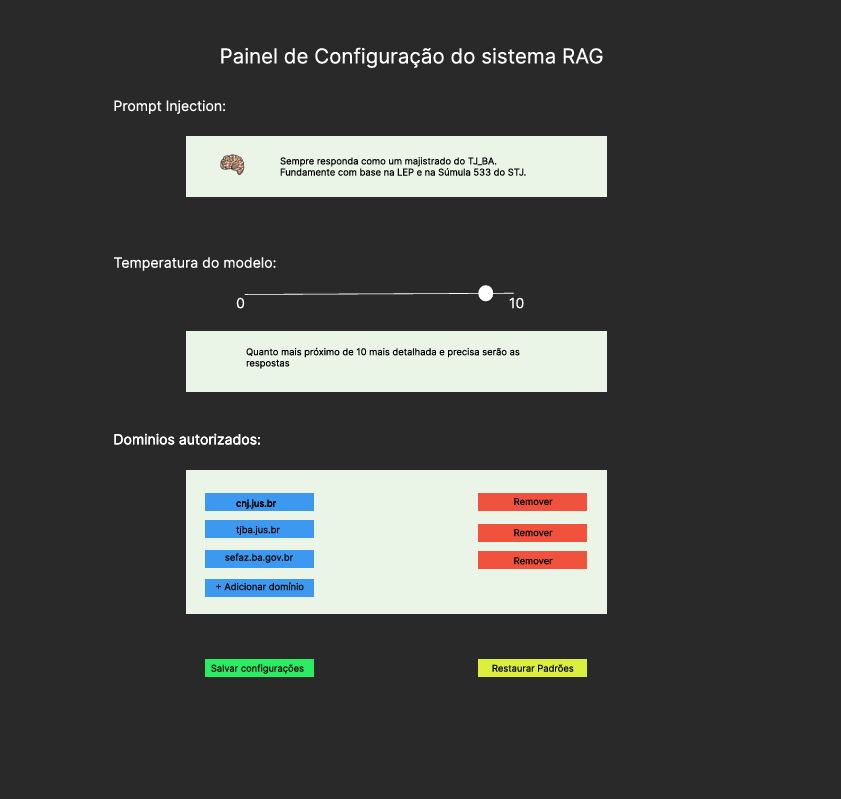 Painel de Configuração do sistema RAG
Prompt Injection:
Sempre responda como um majistrado do TJ_BA.
Fundamente com base na LEP e na Súmula 533 do STJ.
Temperatura do modelo:
0
10
Quanto mais próximo de 10 mais detalhada e precisa serão as
respostas
Dominios autorizados:
cnj.jus.br
Remover
tjba.jus.br
Remover
sefaz.ba.gov.br
Remover
+ Adicionar domínio
Salvar configurações
Restaurar Padrões